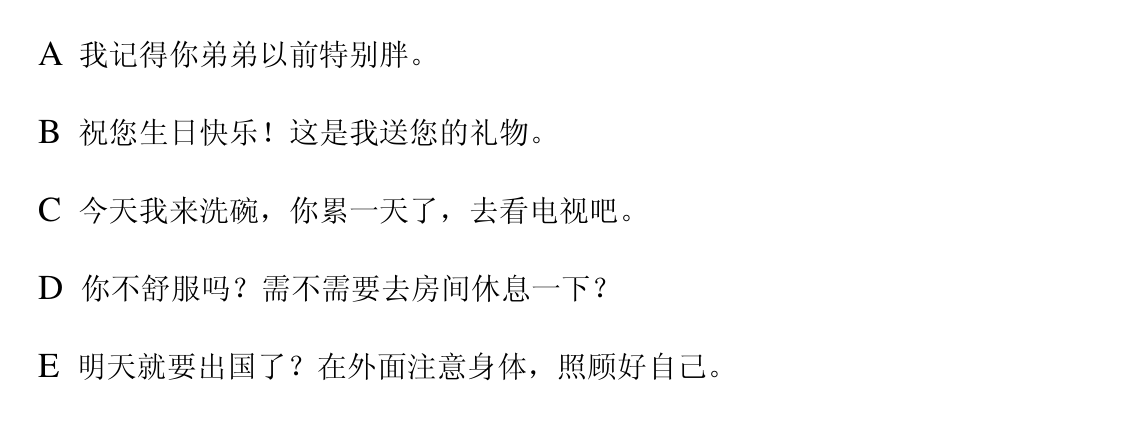 A 我记得你弟弟以前特别胖。
B 祝您生日快乐！这是我送您的礼物。
C 今天我来洗碗，你累一天了，去看电视吧。
D 你不舒服吗？需不需要去房间休息一下？
E 明天就要出国了？在外面注意身体，照顾好自己。